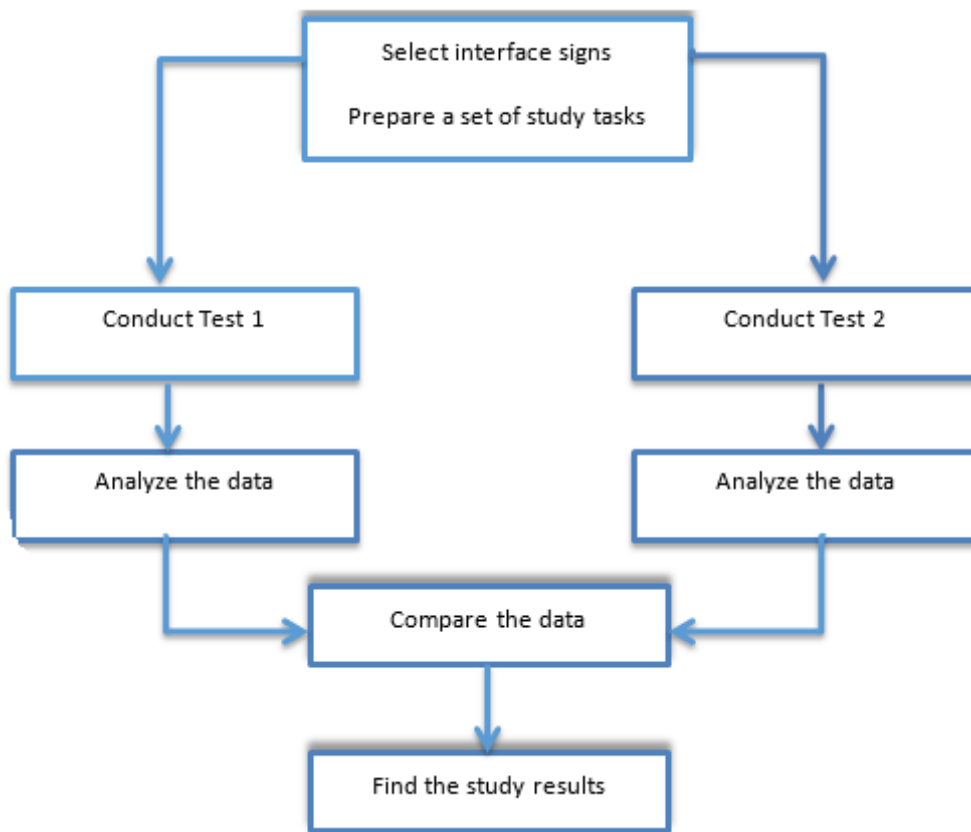 Select interface signs
Prepare a set of study tasks
Conduct Test 1
Conduct Test 2
Analyze the data
Analyze the data
Compare the data
Find the study results